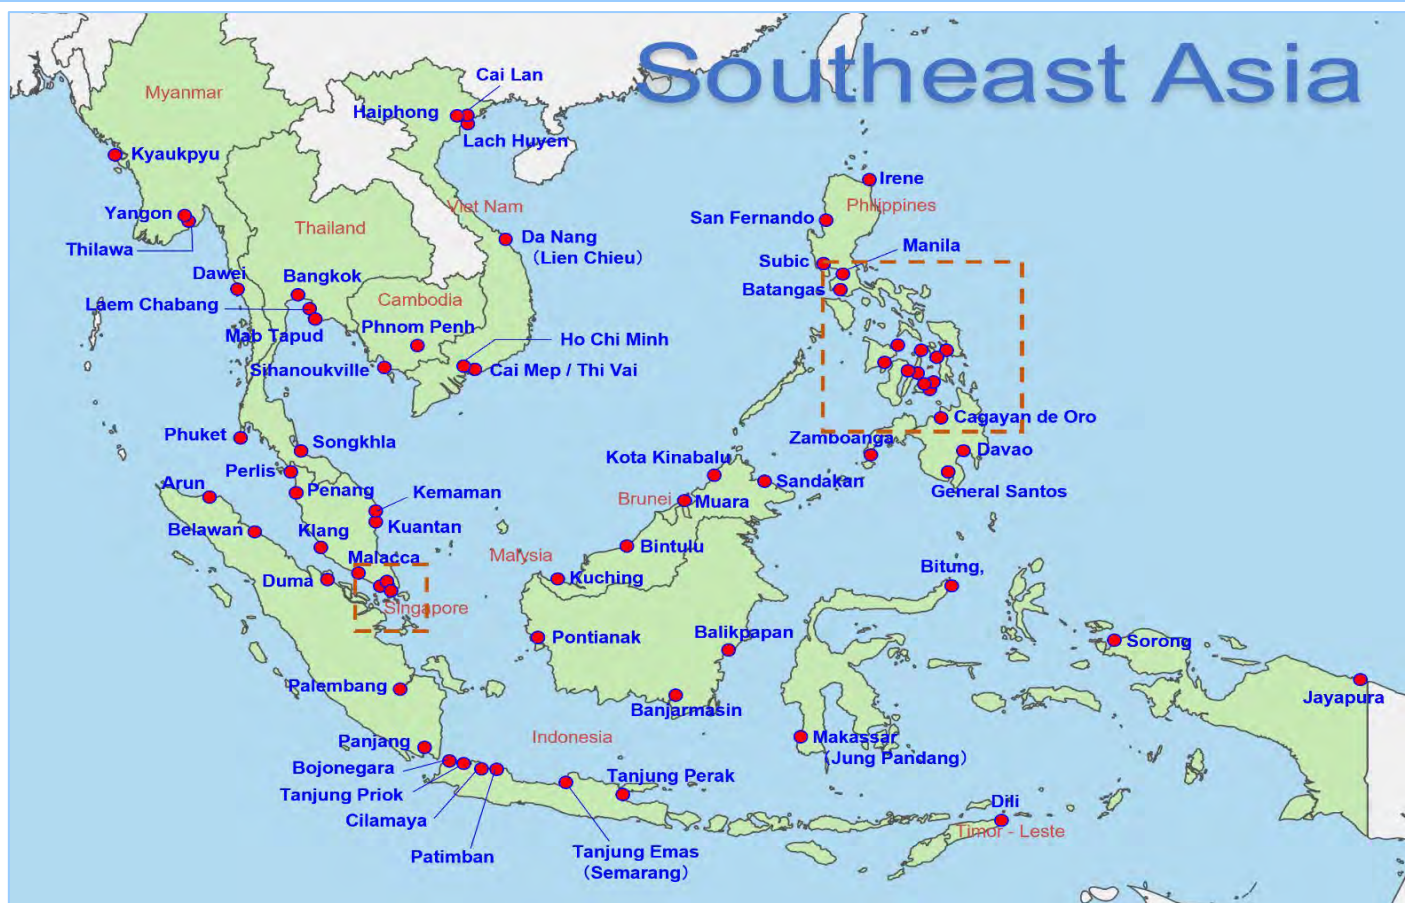 Southeast Asia
Cai Lan
Myanmar
Haiphong
Lach Huyen
Kyaukpyu
Irene
Viet Nam
Philippines
Yangon
San Fernando
Thailand
Thilawa
Da Nang
(Lien Chieu)
Manila
Subic
Dawei
Bangkok
Batangas
Laem Chabang
Cambodia
Phnom Penh
Mab Tapud
Ho Chi Minh
Sihanoukville
Cai Mep / Thi Vai
Cagayan de Oro
Phuket
Songkhla
Zamboanga
Davao
Kota Kinabalu
Perlis
Arun
Penang
Kemaman
Sandakan
General Santos
Brunei
Muara
Belawan
Klang
Kuantan
Bintulu
Malacca
Malysia
Bitung,
Duma
Kuching
Singapore
Pontianak
Balikpapan
Sorong
Palembang
Banjarmasin
Jayapura
Indonesia
Makassar
(Jung Pandang)
Panjang
Bojonegara
Tanjung Perak
Tanjung Priok
Dili
Cilamaya
Timor - Leste
Patimban
Tanjung Emas
(Semarang)